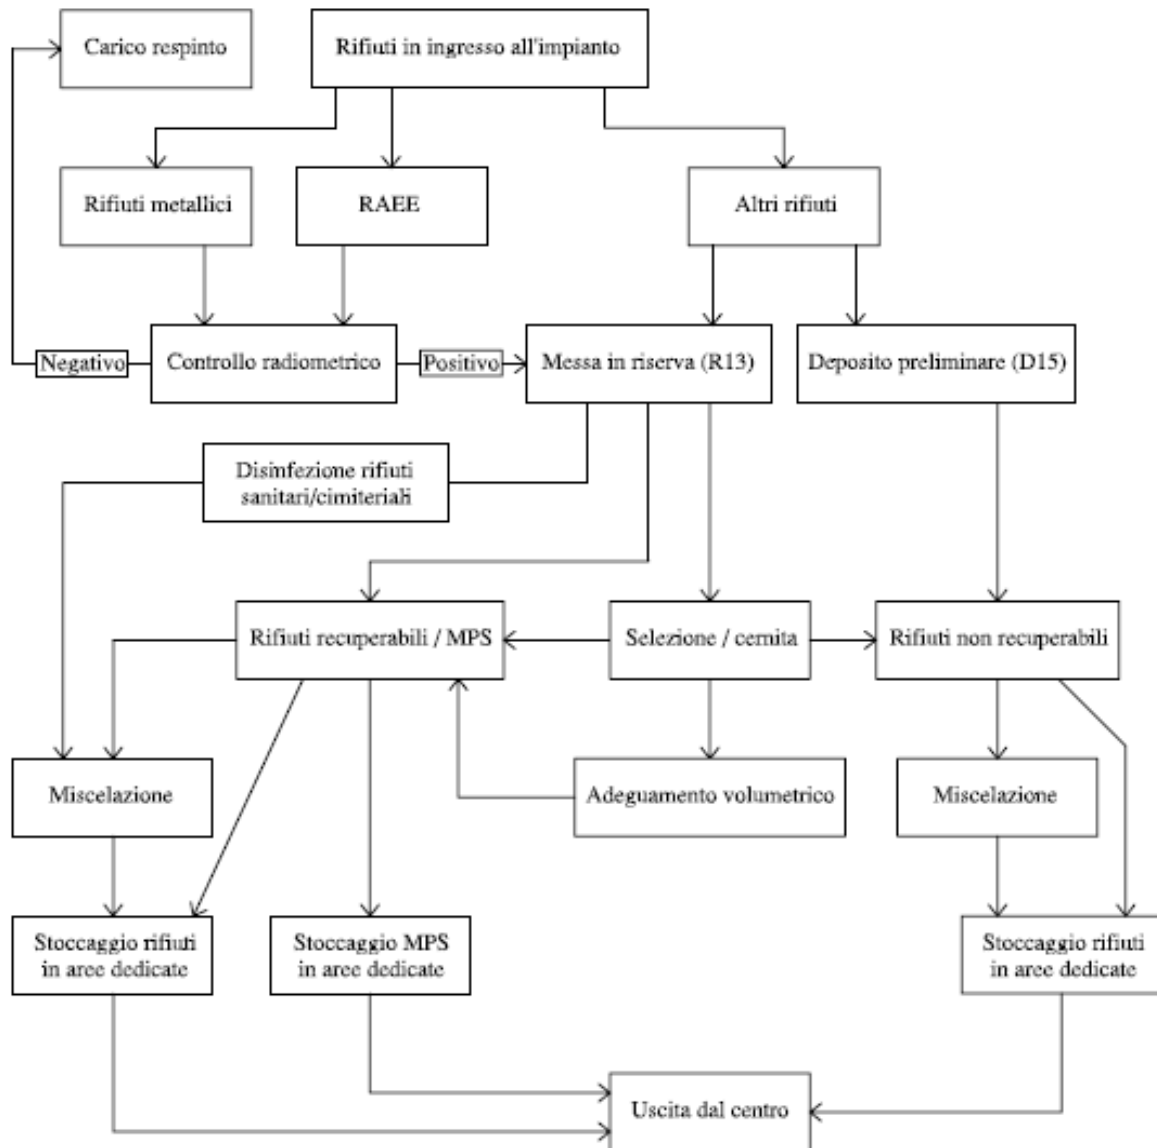 Carico respinto
Rifiuti in ingresso all'impianto
Rifiuti metallici
RAEE
Altri rifiuti
Negativo
Controllo radiometrico
Positivo
Messa in riserva (R13)
Deposito preliminare (D15)
Disinfezione rifiuti
sanitari/cimiteriali
Rifiuti recuperabili / MPS
Selezione / cernita
Rifiuti non recuperabili
Miscelazione
Adeguamento volumetrico
Miscelazione
Stoccaggio rifiuti
in aree dedicate
Stoccaggio MPS
in aree dedicate
Stoccaggio rifiuti
in aree dedicate
Uscita dal centro